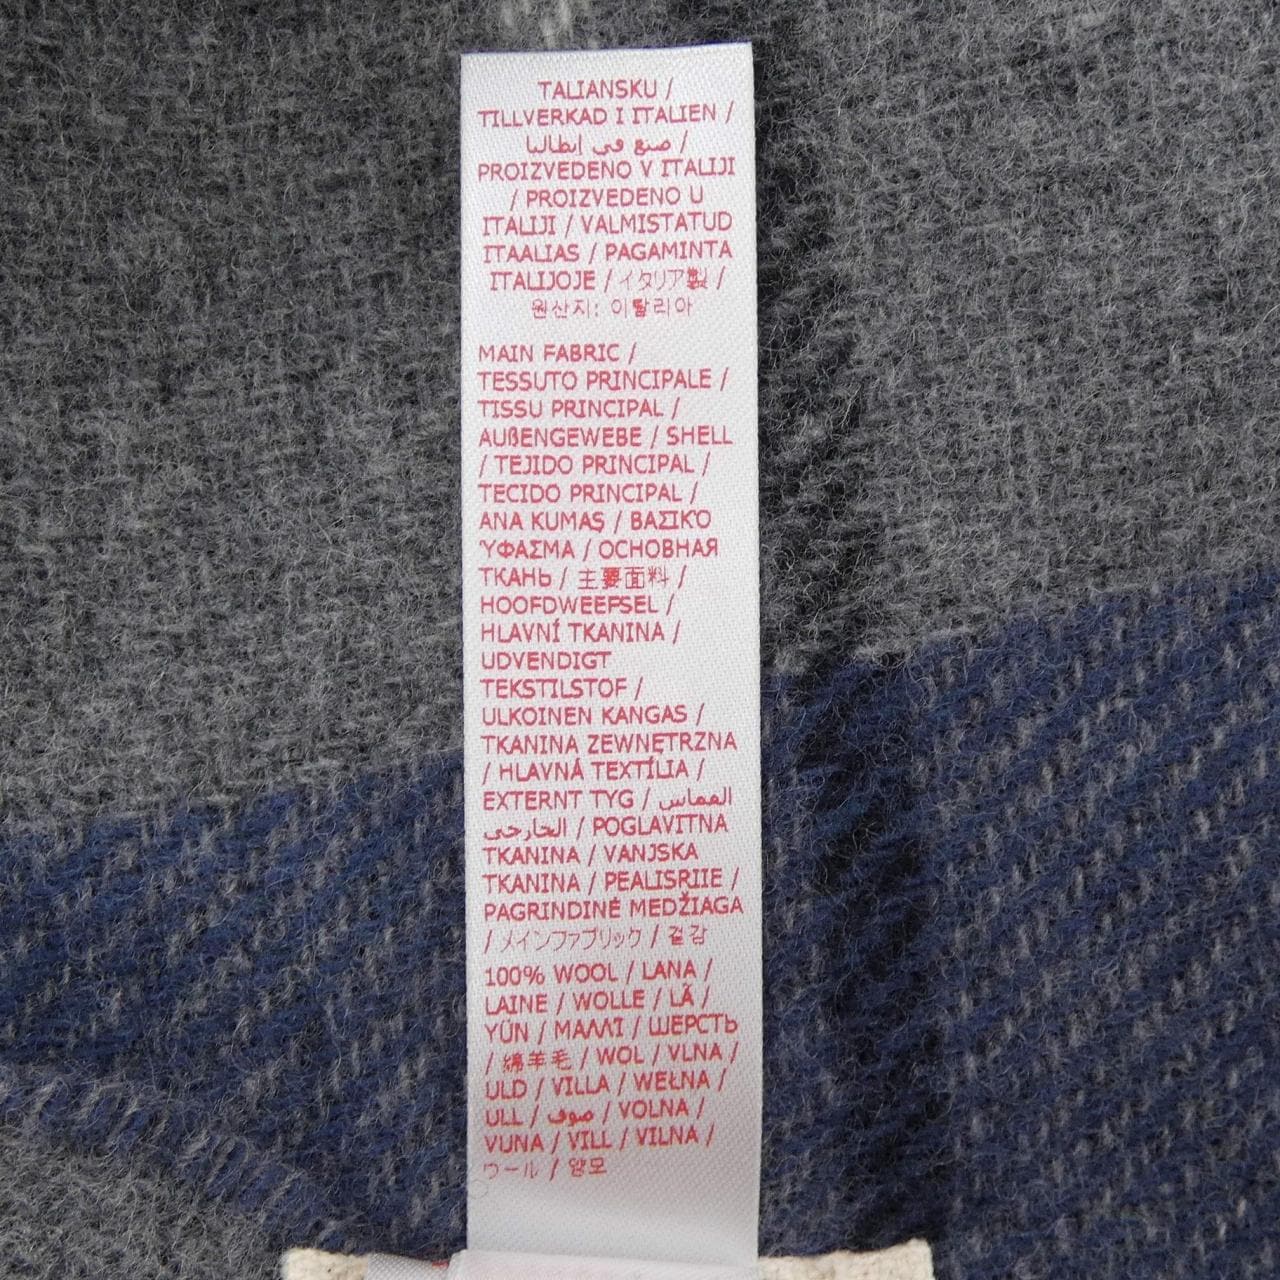 TALIANSKU /
TILLVERKAD I ITALIEN /
صنع في إيطاليا /
PROIZVEDENO V ITALIJI
/ PROIZVEDENO U
ITALIJI / VALMISTATUD
ITAALIAS / PAGAMINTA
ITALIJOJE / イタリア製 /
원산지: 이탈리아
MAIN FABRIC /
TESSUTO PRINCIPALE /
TISSU PRINCIPAL /
AUßENGEWEBE / SHELL
/ TEJIDO PRINCIPAL /
TECIDO PRINCIPAL /
ANA KUMAŞ / ΒΑΣΙΚΌ
ΎΦΑΣΜΑ / ОСНОВНАЯ
ТКАНЬ / 主要面料 /
HOOFDWEEFSEL /
HLAVNÍ TKANINA /
UDVENDIGT
TEKSTILSTOF /
ULKOINEN KANGAS /
TKANINA ZEWNĘTRZNA
/ HLAVNÁ TEXTÍLIA /
EXTERNT TYG / القماس
الخارجي / POGLAVITNA
TKANINA / VANJSKA
TKANINA / PEALISRIIE /
PAGRINDINĖ MEDŽIAGA
/ メインファブリック / 겉감
100% WOOL / LANA /
LAINE / WOLLE / LÃ /
YÜN / ΜΑΛΛΊ / ШЕРСТЬ
/ 绵羊毛 / WOL / VLNA /
ULD / VILLA / WEŁNA /
ULL / صوف / VOLNA /
VUNA / VILL / VILNA /
ウール / 양모